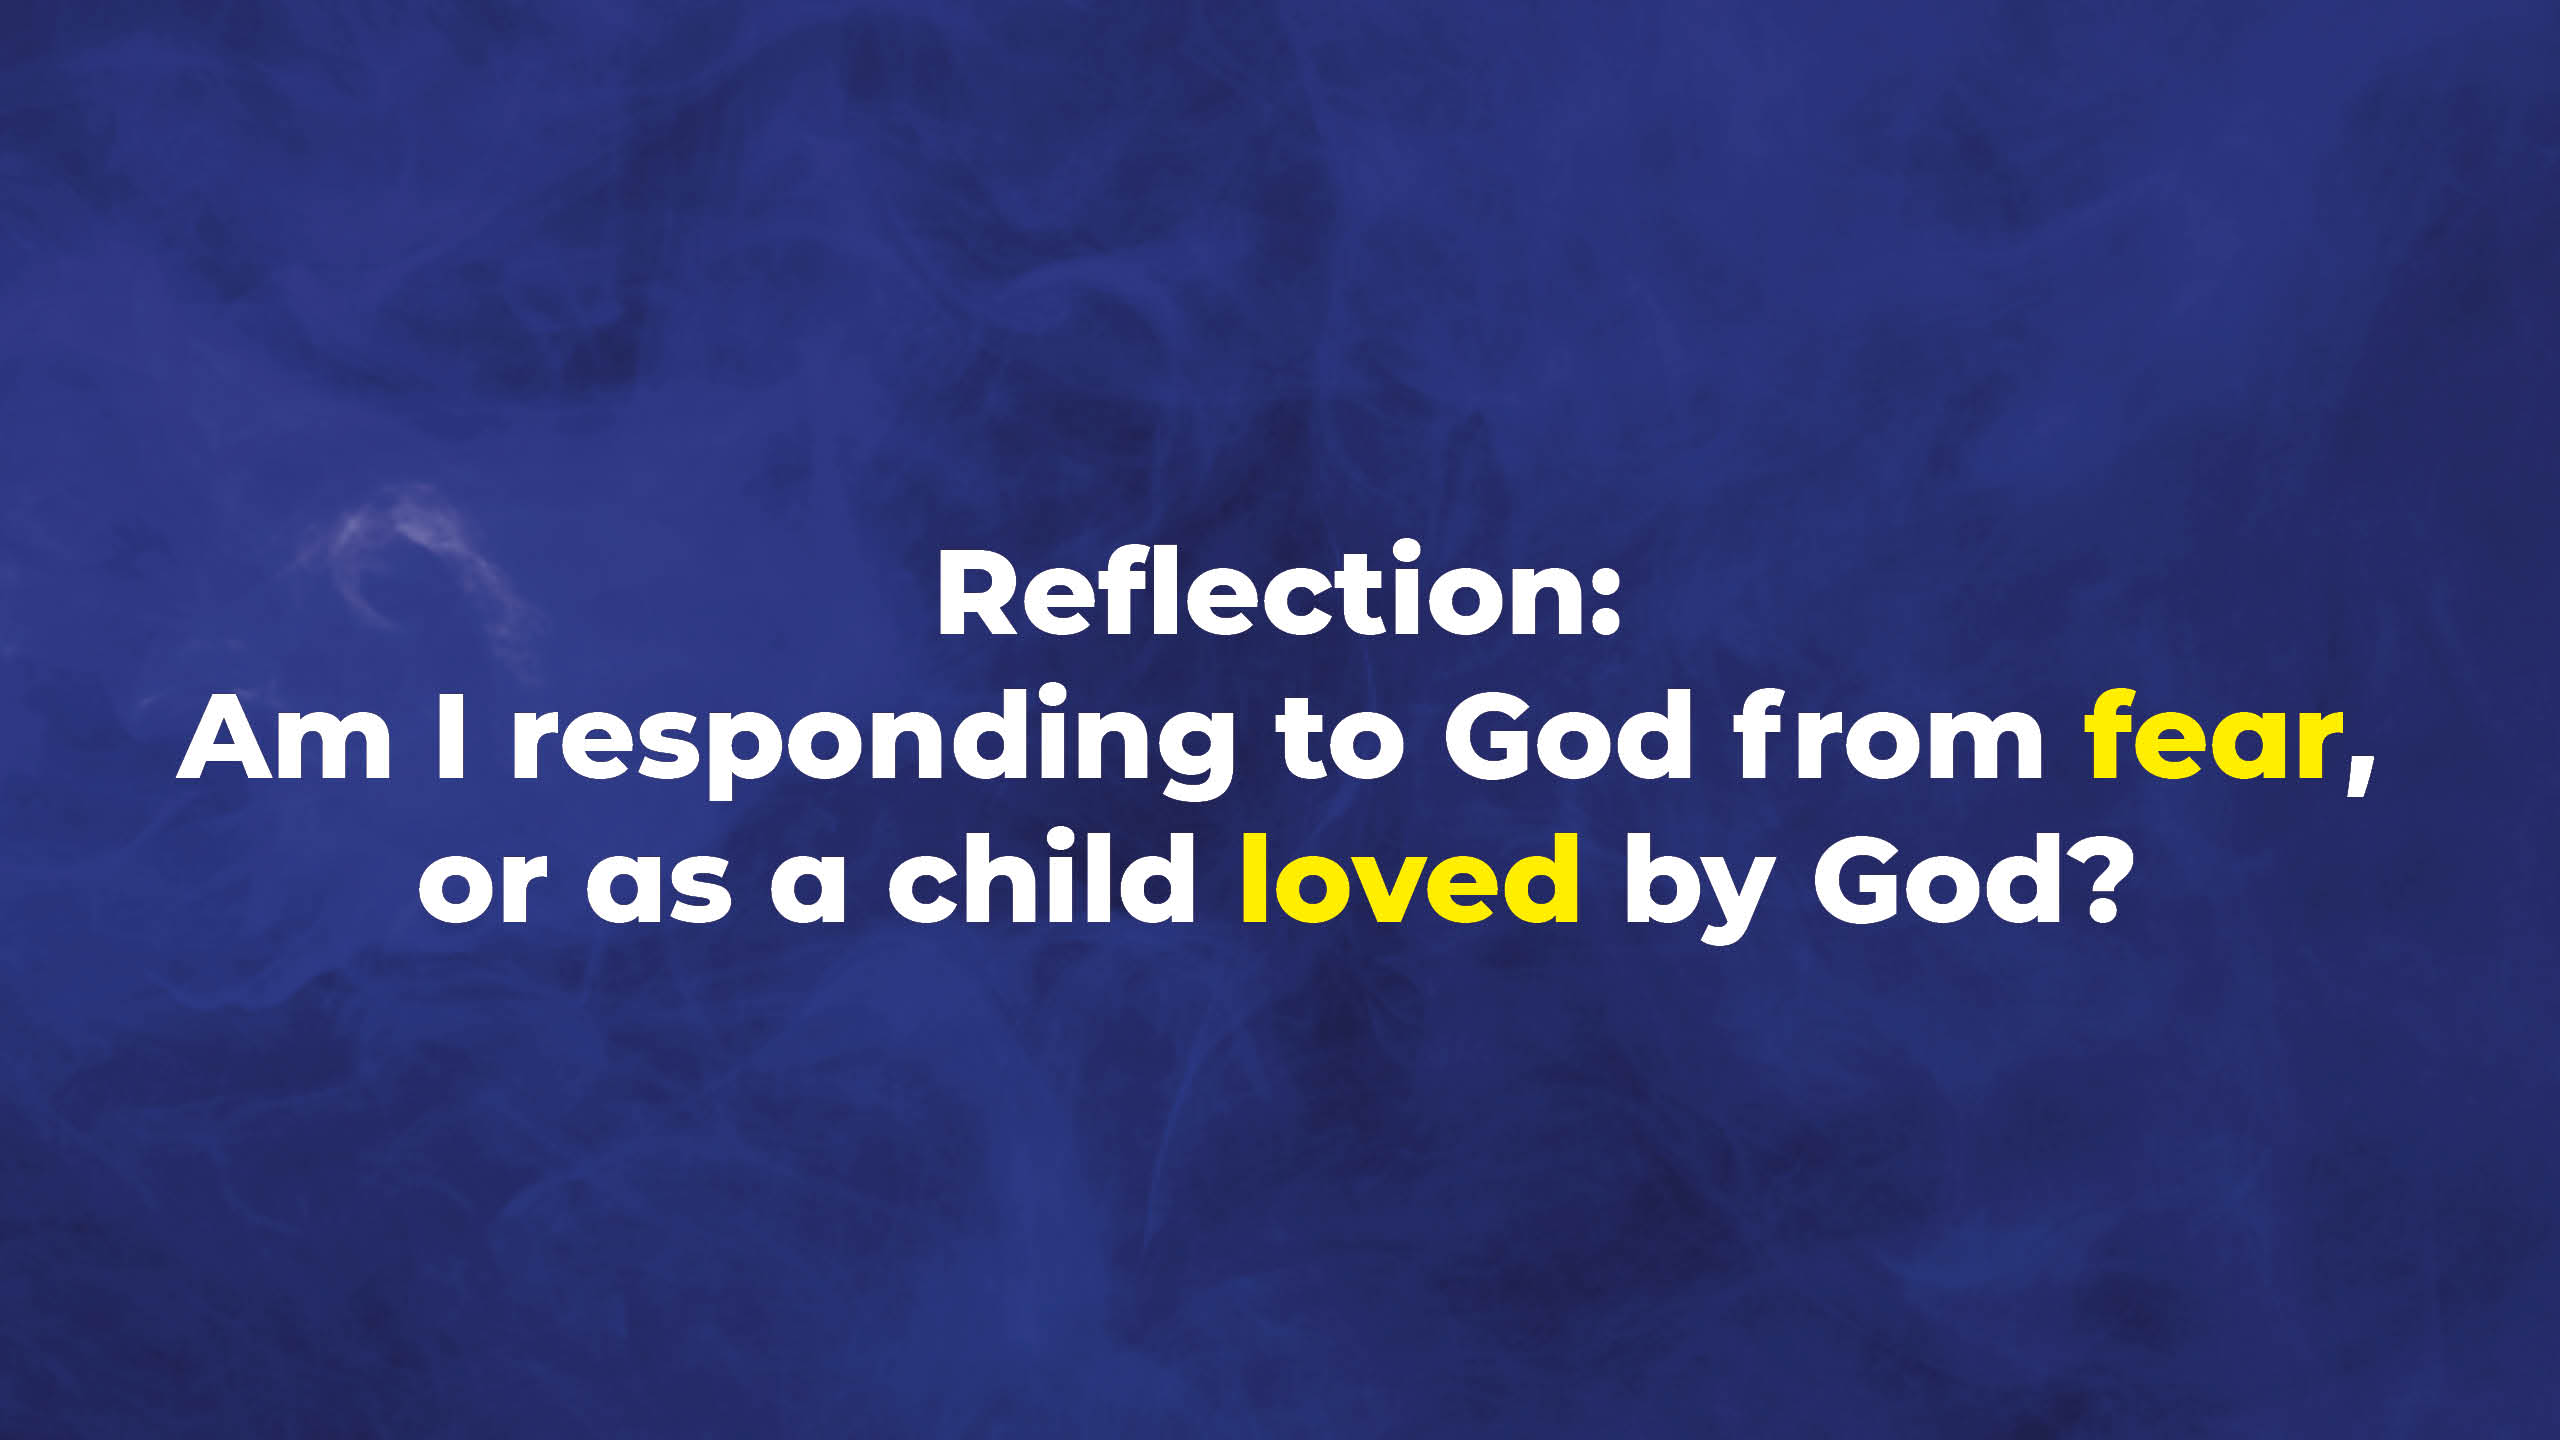 Reflection:
Am I responding to God from fear,
or as a child loved by God?